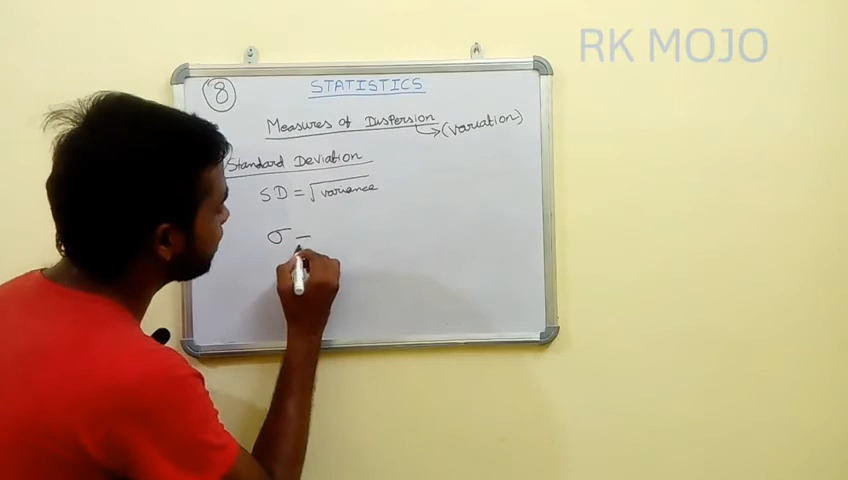 RK MOJO
8 STATISTICS
Measures of Dispersion → (variation)
Standard Deviation
SD = √variance
σ –